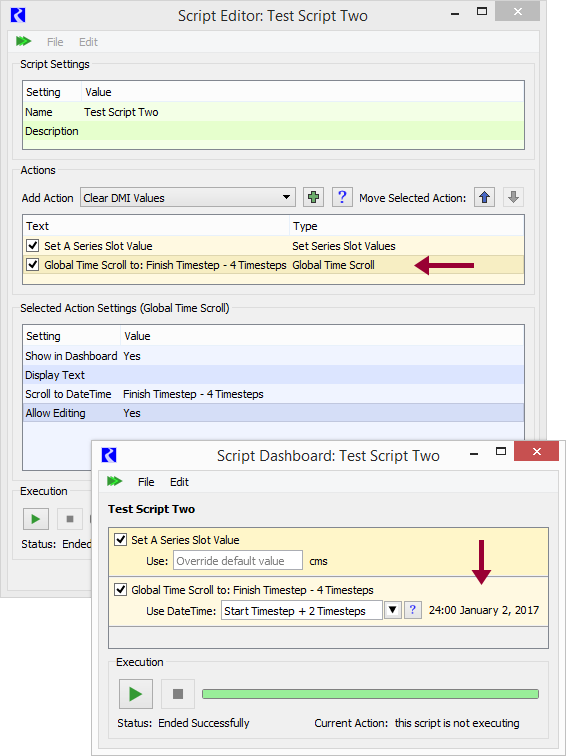 Script Editor: Test Script Two
File Edit
Script Settings
Setting Value
Name Test Script Two
Description
Actions
Add Action Clear DMI Values ? Move Selected Action:
Text Type
Set A Series Slot Value Set Series Slot Values
Global Time Scroll to: Finish Timestep - 4 Timesteps Global Time Scroll
Selected Action Settings (Global Time Scroll)
Setting Value
Show in Dashboard Yes
Display Text
Scroll to DateTime Finish Timestep - 4 Timesteps
Allow Editing Yes
Execution
Status: Ended
Script Dashboard: Test Script Two
File Edit
Test Script Two
Set A Series Slot Value
Use: Override default value cms
Global Time Scroll to: Finish Timestep - 4 Timesteps
Use DateTime: Start Timestep + 2 Timesteps ? 24:00 January 2, 2017
Execution
Status: Ended Successfully Current Action: this script is not executing